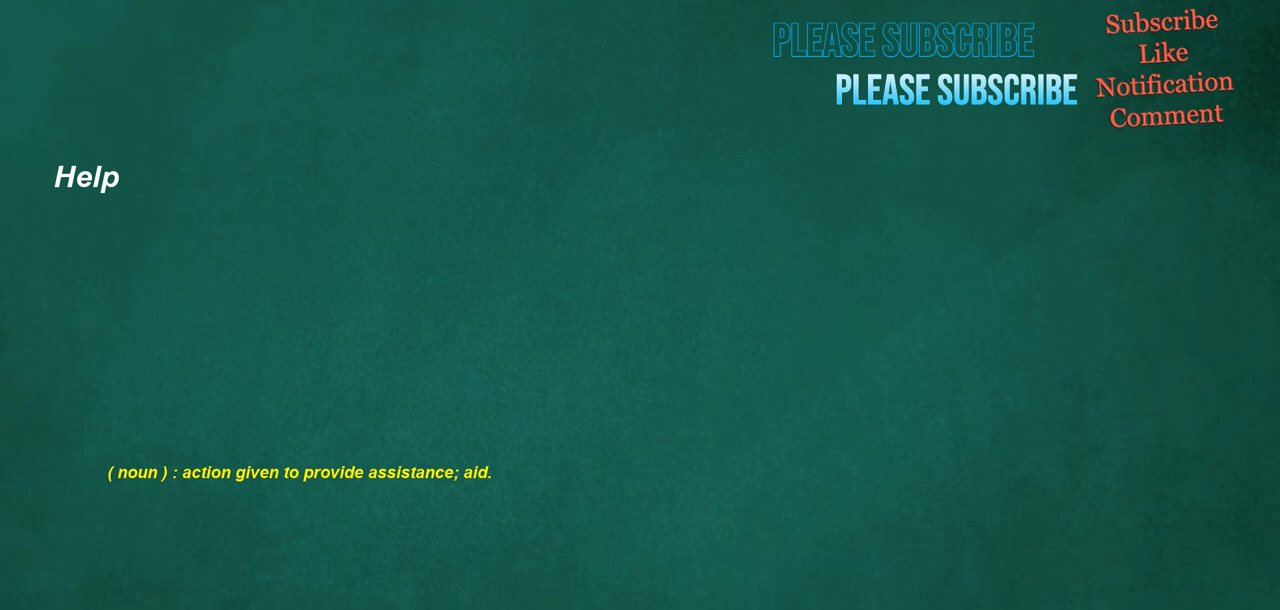 PLEASE SUBSCRIBE
PLEASE SUBSCRIBE
Subscribe
Like
Notification
Comment
Help
( noun ) : action given to provide assistance; aid.